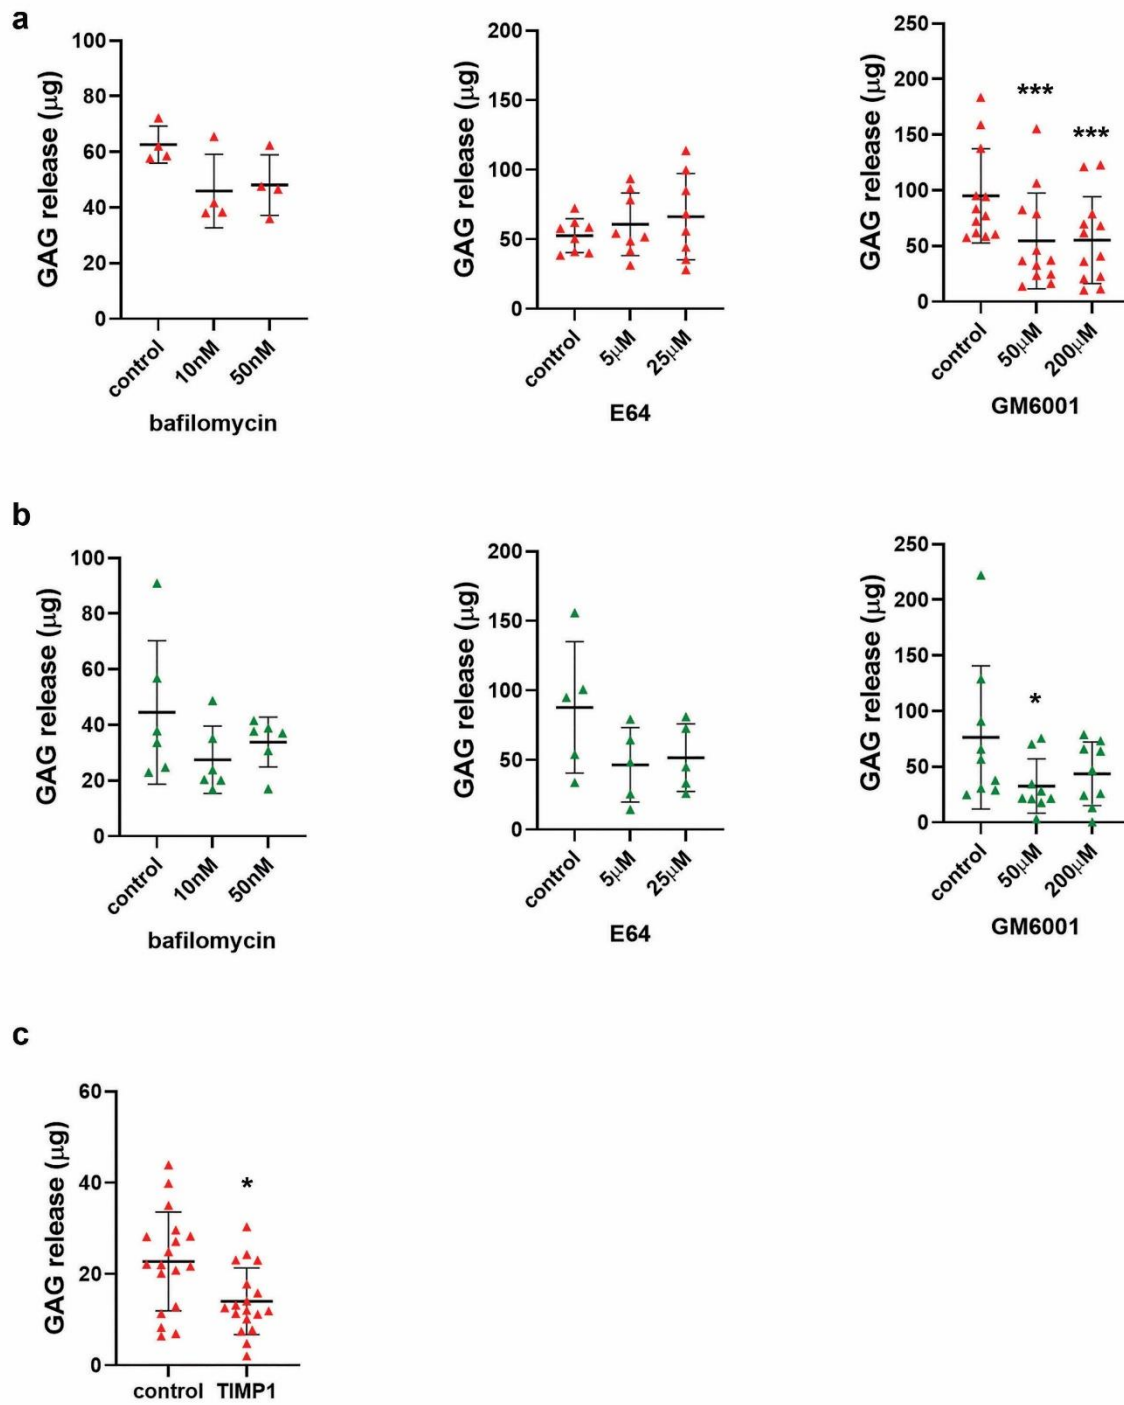 a
GAG release (μg)
100
80
60
40
20
0
control
10nM
50nM
bafilomycin
GAG release (μg)
200
150
100
50
0
control
5μM
25μM
E64
GAG release (μg)
250
200
150
100
50
0
***
***
control
50μM
200μM
GM6001
b
GAG release (μg)
100
80
60
40
20
0
control
10nM
50nM
bafilomycin
GAG release (μg)
200
150
100
50
0
control
5μM
25μM
E64
GAG release (μg)
250
200
150
100
50
0
*
control
50μM
200μM
GM6001
c
GAG release (μg)
60
40
20
0
*
control TIMP1